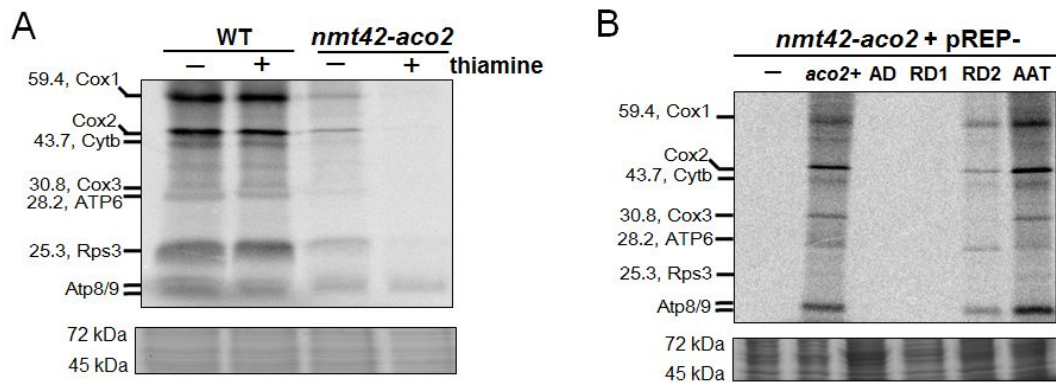 A
WT nmt42-aco2
– + – + thiamine
59.4, Cox1
Cox2
43.7, Cytb
30.8, Cox3
28.2, ATP6
25.3, Rps3
Atp8/9
72 kDa
45 kDa
B
nmt42-aco2 + pREP-
– aco2+ AD RD1 RD2 AAT
59.4, Cox1
Cox2
43.7, Cytb
30.8, Cox3
28.2, ATP6
25.3, Rps3
Atp8/9
72 kDa
45 kDa